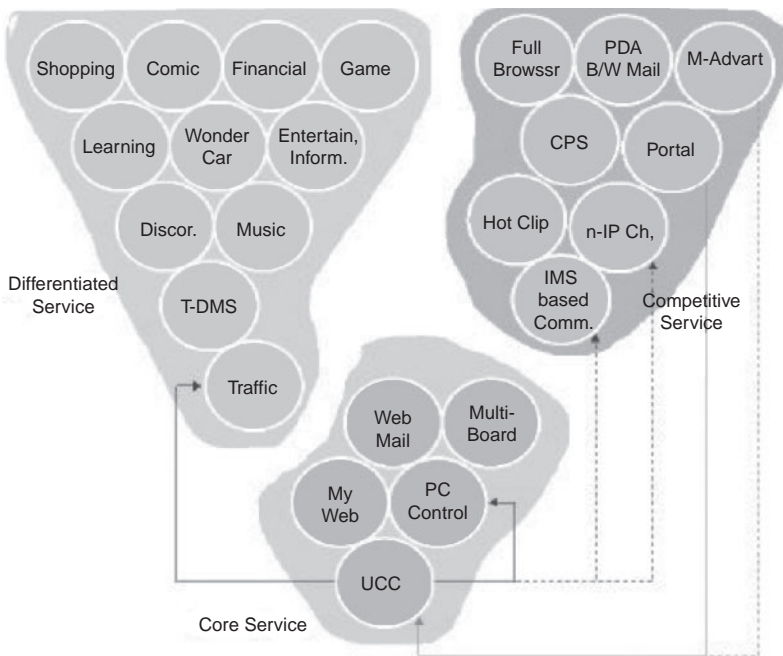 Shopping
Comic
Financial
Game
Learning
Wonder
Car
Entertain,
Inform.
Discor.
Music
Differentiated
Service
T-DMS
Traffic
Full
Browssr
PDA
B/W Mail
M-Advart
CPS
Portal
Hot Clip
n-IP Ch,
IMS
based
Comm.
Competitive
Service
Web
Mail
Multi-
Board
My
Web
PC
Control
UCC
Core Service